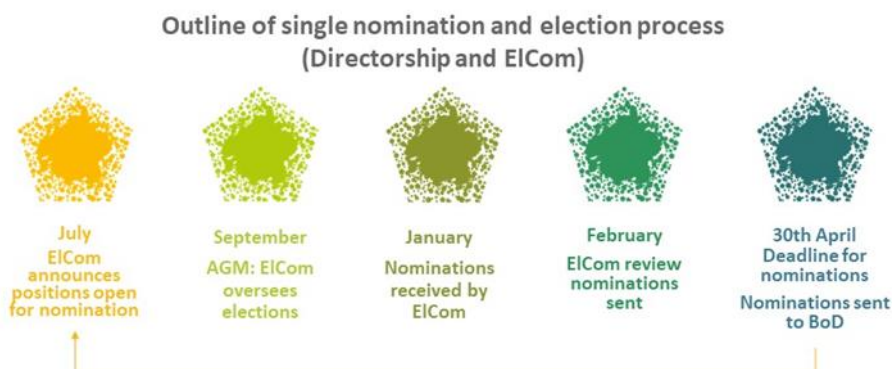 Outline of single nomination and election process
(Directorship and ElCom)
July
ElCom
announces
positions open
for nomination
September
AGM: ElCom
oversees
elections
January
Nominations
received by
ElCom
February
ElCom review
nominations
sent
30th April
Deadline for
nominations
Nominations sent
to BoD